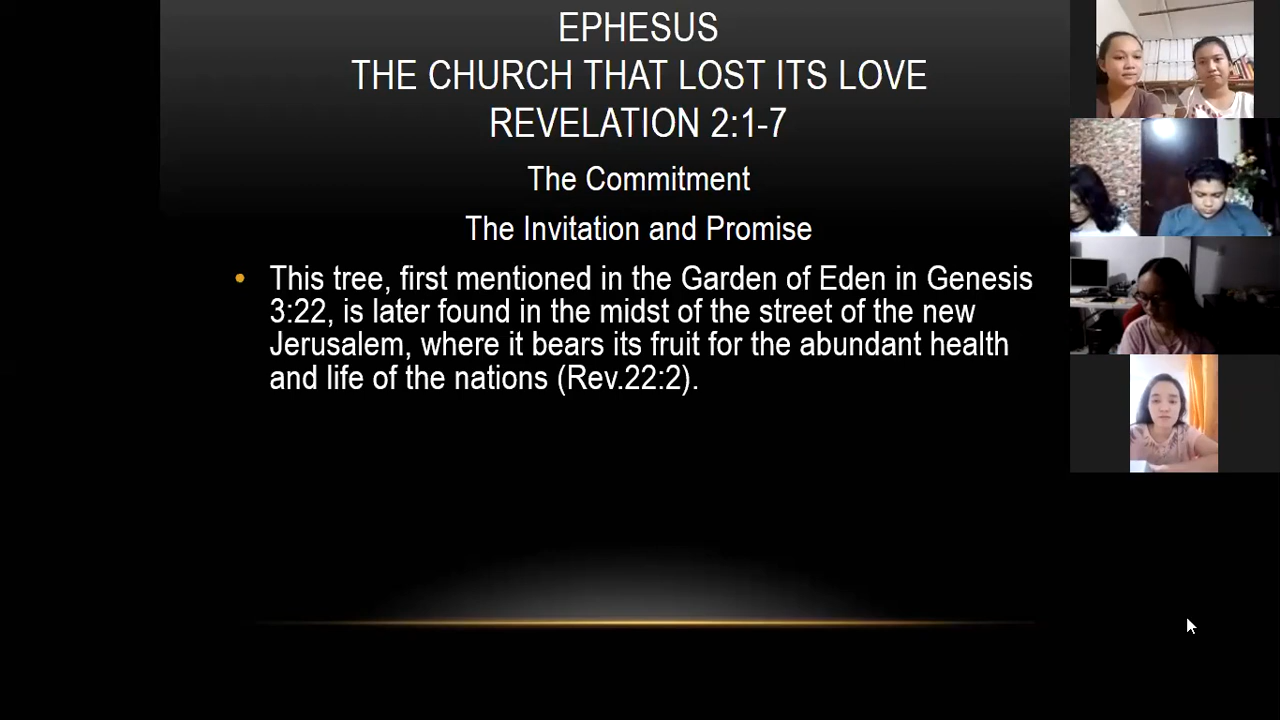 EPHESUS
THE CHURCH THAT LOST ITS LOVE
REVELATION 2:1-7
The Commitment
The Invitation and Promise
• This tree, first mentioned in the Garden of Eden in Genesis
3:22, is later found in the midst of the street of the new
Jerusalem, where it bears its fruit for the abundant health
and life of the nations (Rev.22:2).